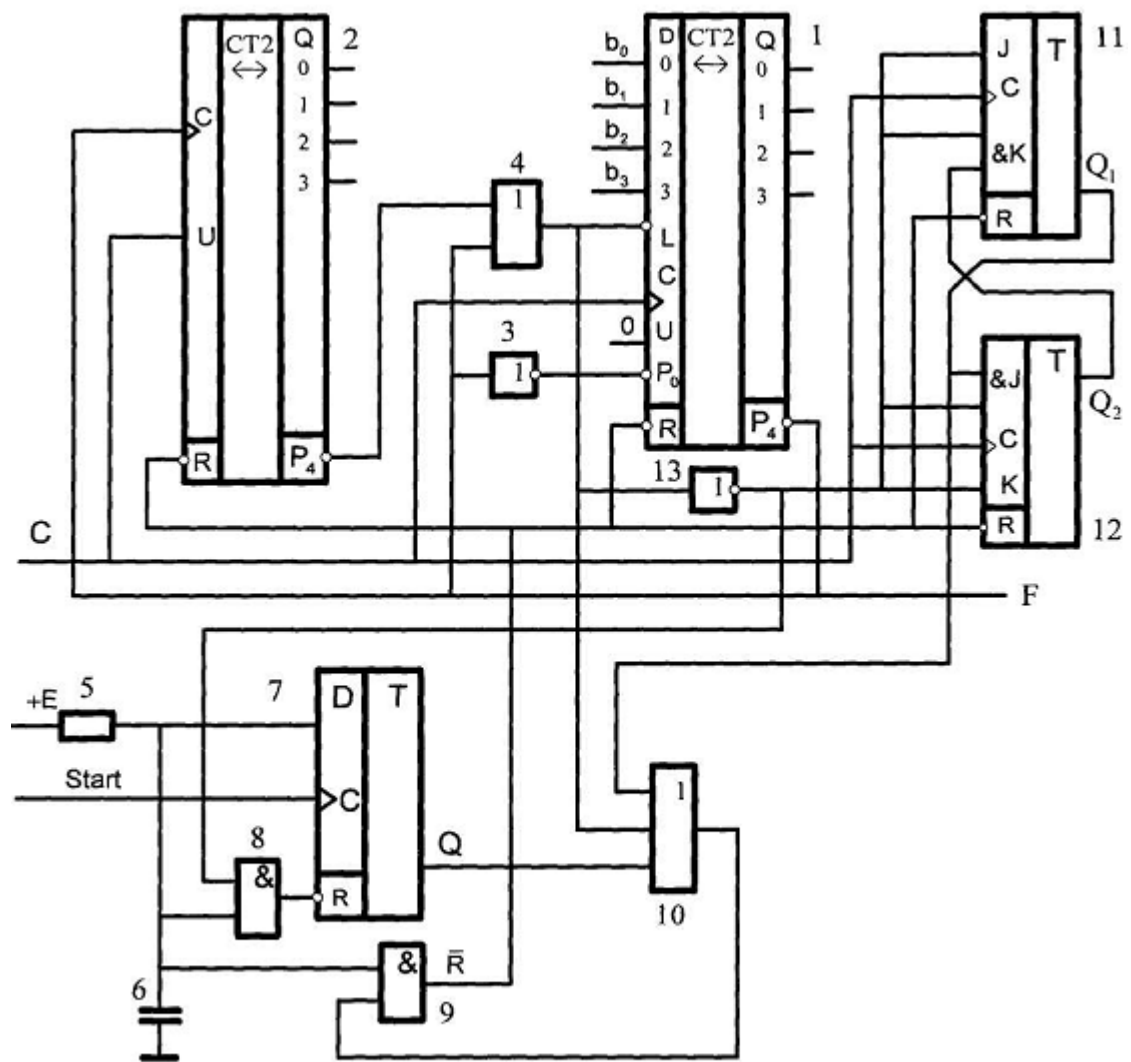 CT2
↔
Q 2
0
1
2
3
C
U
R
P₄
b₀
b₁
b₂
b₃
D
0
1
2
3
L
C
0 U
P₀
R
CT2
↔
Q 1
0
1
2
3
P₄
4
1
3
1
13
1
J T 11
C
&K
R
Q₁
&J T
C
K
R
Q₂
12
C
F
+E 5
Start
7
D T
C
R
Q
8
&
6
&
R̄
9
1
10